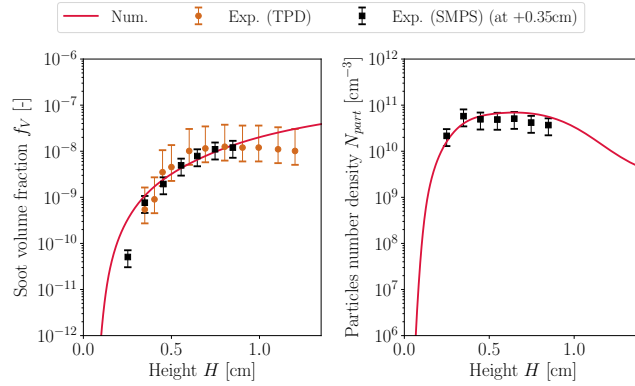 Num. Exp. (TPD) Exp. (SMPS) (at +0.35cm)
Soot volume fraction f_V [-]
10^{-6}
10^{-7}
10^{-8}
10^{-9}
10^{-10}
10^{-11}
10^{-12}
0.0 0.5 1.0
Height H [cm]
Particles number density N_{part} [cm^{-3}]
10^{12}
10^{11}
10^{10}
10^{9}
10^{8}
10^{7}
10^{6}
0.0 0.5 1.0
Height H [cm]